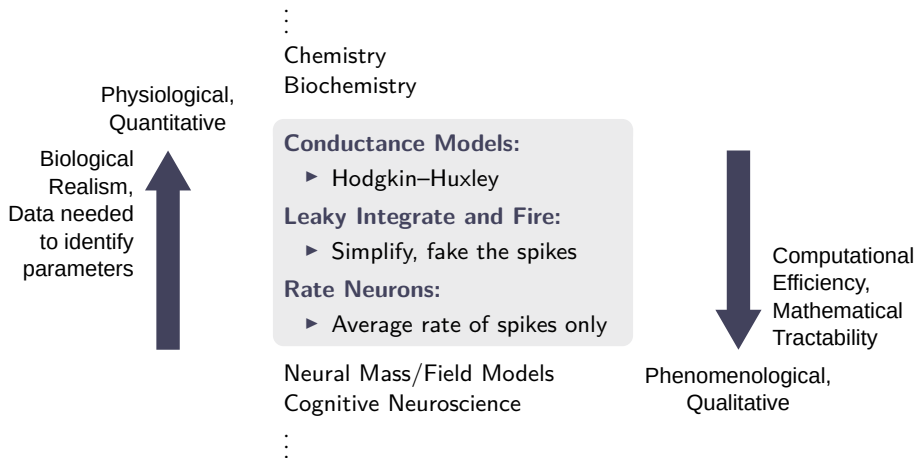 ⋮
Chemistry
Biochemistry
Physiological,
Quantitative
Biological
Realism,
Data needed
to identify
parameters
Conductance Models:
▶ Hodgkin–Huxley
Leaky Integrate and Fire:
▶ Simplify, fake the spikes
Rate Neurons:
▶ Average rate of spikes only
Computational
Efficiency,
Mathematical
Tractability
Neural Mass/Field Models
Cognitive Neuroscience
⋮
Phenomenological,
Qualitative